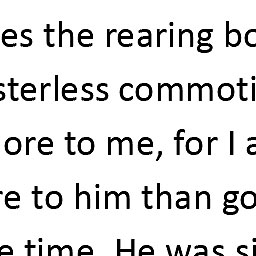 es the rearing bo
sterless commoti
ore to me, for I a
re to him than go
e time. He was si